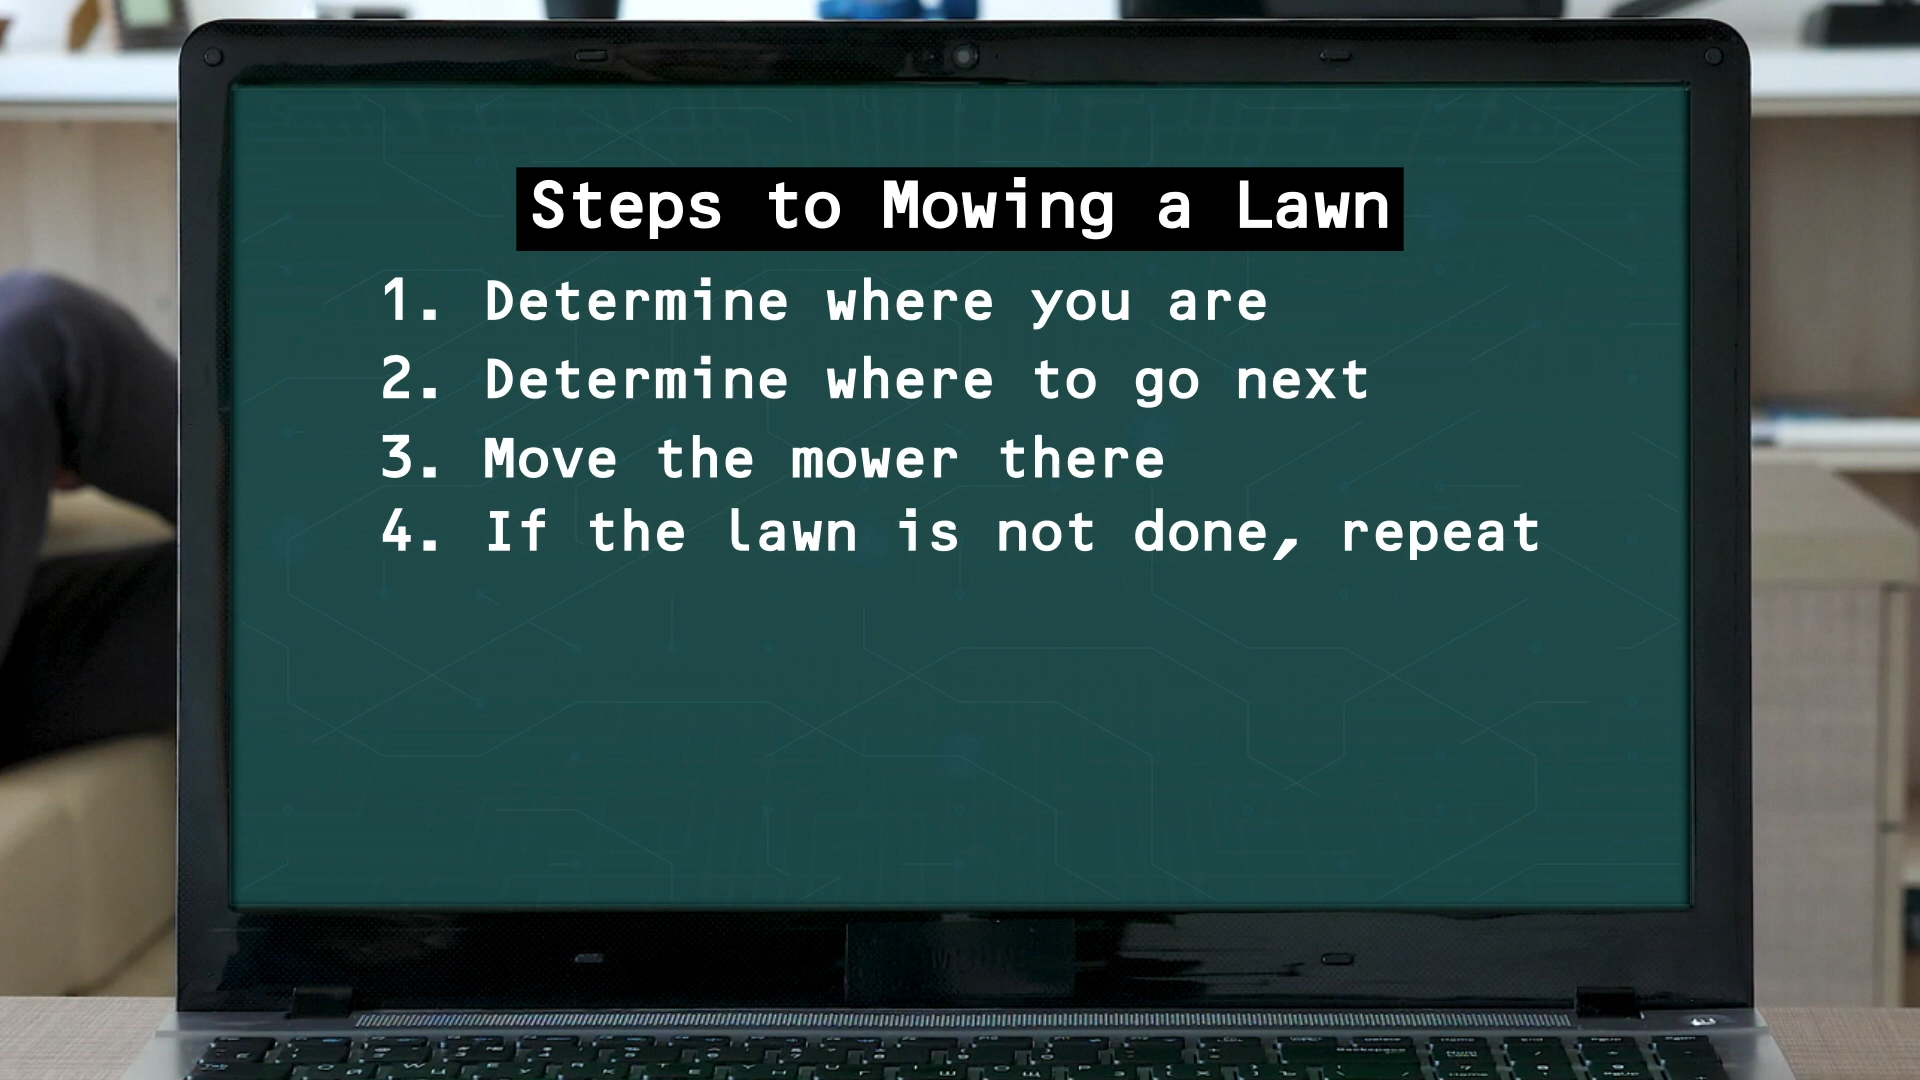 Steps to Mowing a Lawn
1. Determine where you are
2. Determine where to go next
3. Move the mower there
4. If the lawn is not done, repeat